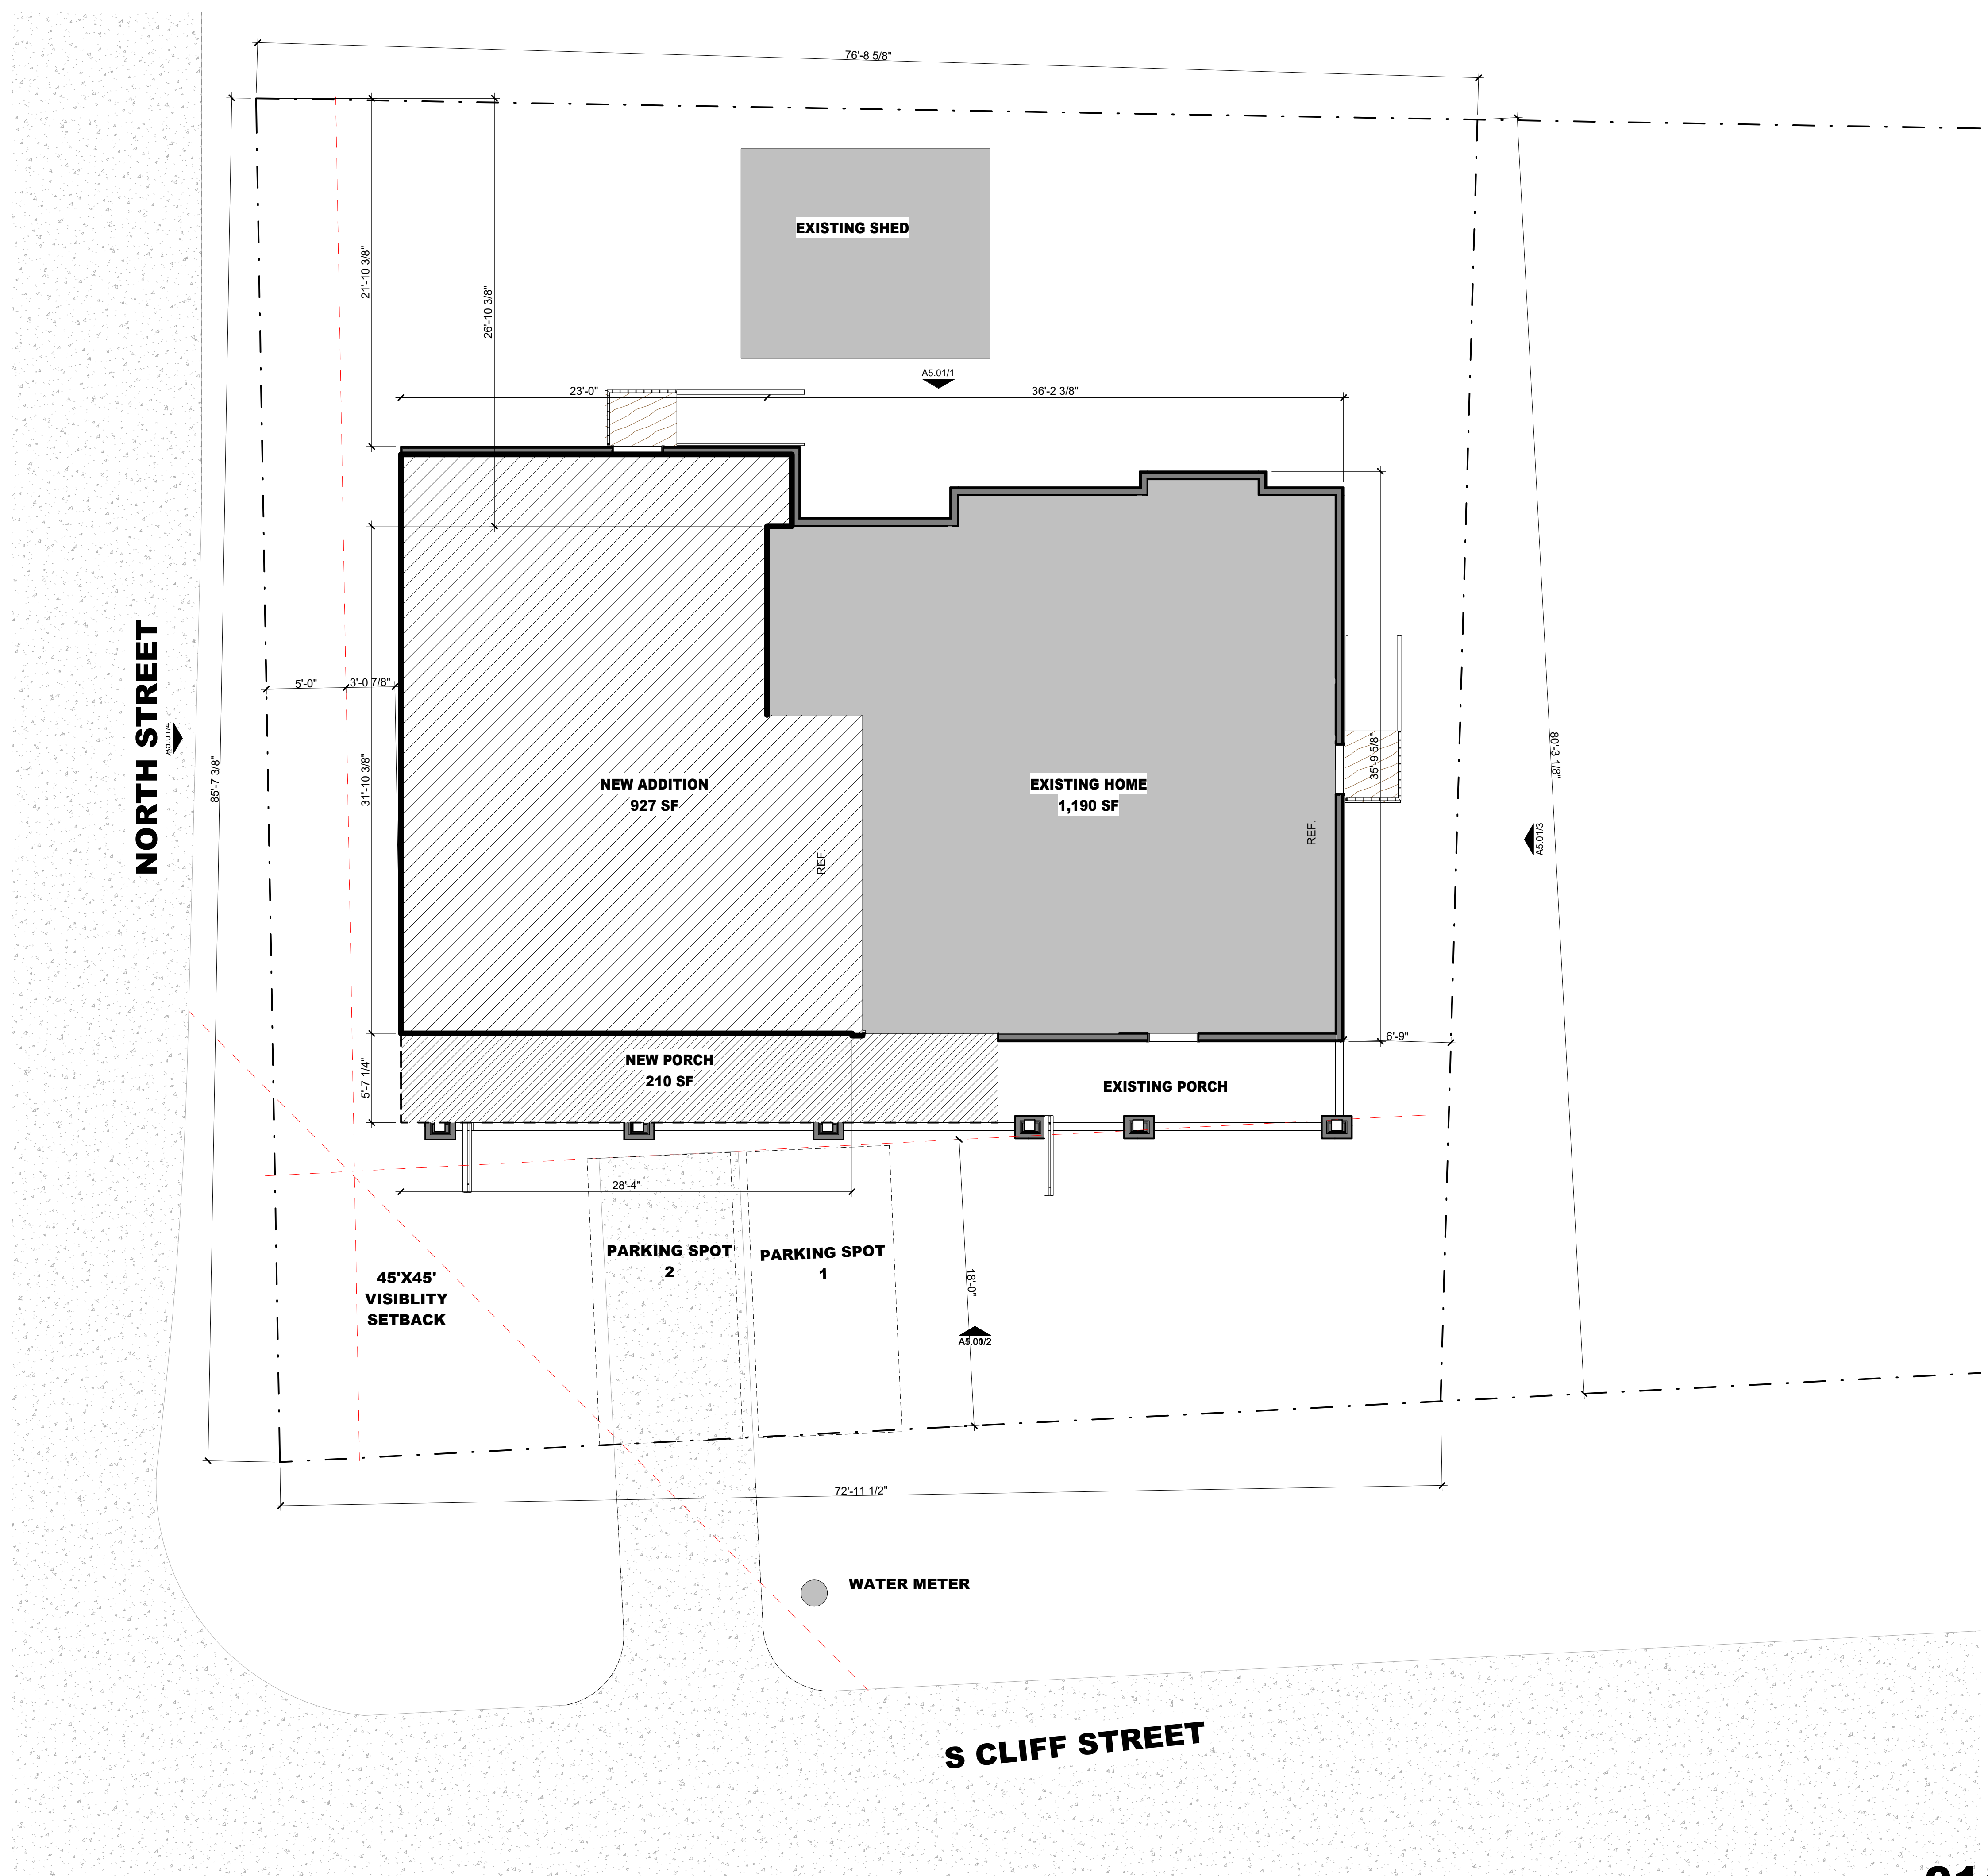 76'-8 5/8"
EXISTING SHED
21'-10 3/8"
26'-10 3/8"
A5.01/1
23'-0"
36'-2 3/8"
NORTH STREET
5'-0"
3'-0 7/8"
85'-7 3/8"
31'-10 3/8"
NEW ADDITION
927 SF
REF.
EXISTING HOME
1,190 SF
REF.
35'-9 5/8"
80'-3 1/8"
A5.01/3
6'-9"
5'-7 1/4"
NEW PORCH
210 SF
EXISTING PORCH
28'-4"
45'X45'
VISIBLITY
SETBACK
PARKING SPOT
2
PARKING SPOT
1
18'-0"
72'-11 1/2"
WATER METER
S CLIFF STREET